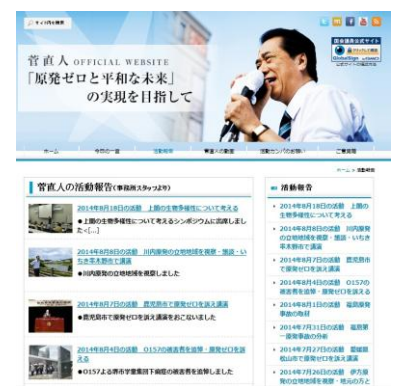 サイト内を検索
国会議員公式サイト
GlobalSign
菅直人 OFFICIAL WEBSITE
「原発ゼロと平和な未来」
の実現を目指して
ホーム
今日の一言
活動報告
菅直人の動画
活動カンパのお願い
ご意見箱
ホーム > 活動報告
菅直人の活動報告(事務所スタッフより)
2014年8月18日の活動　上関の生物多様性について考える
●上関の生物多様性についてシンポジウムに出席しました<[…]
2014年8月8日の活動　川内原発の立地地域を視察・懇談・いちき串木野市で講演
●川内原発の立地地域を視察しました
2014年8月7日の活動　鹿児島市で原発ゼロを訴え講演
●鹿児島市で原発ゼロを訴え講演をおこないました
2014年8月4日の活動　O157の被害者を追悼・原発ゼロを訴える
●O157よる堺市学童集団下痢症の被害者を追悼しました
活動報告
2014年8月18日の活動　上関の
生物多様性について考える
2014年8月8日の活動　川内原発
の立地地域を視察・懇談・いちき
串木野市で講演
2014年8月7日の活動　鹿児島市
で原発ゼロを訴え講演
2014年8月4日の活動　O157の
被害者を追悼・原発ゼロを訴える
2014年8月1日の活動　福島原発
事故の取材
2014年7月31日の活動　福島第
一原発事故の分析
2014年7月27日の活動　愛媛県
松山市で原発ゼロを訴え講演
2014年7月26日の活動　伊方原
発の立地地域を視察・地元の方と